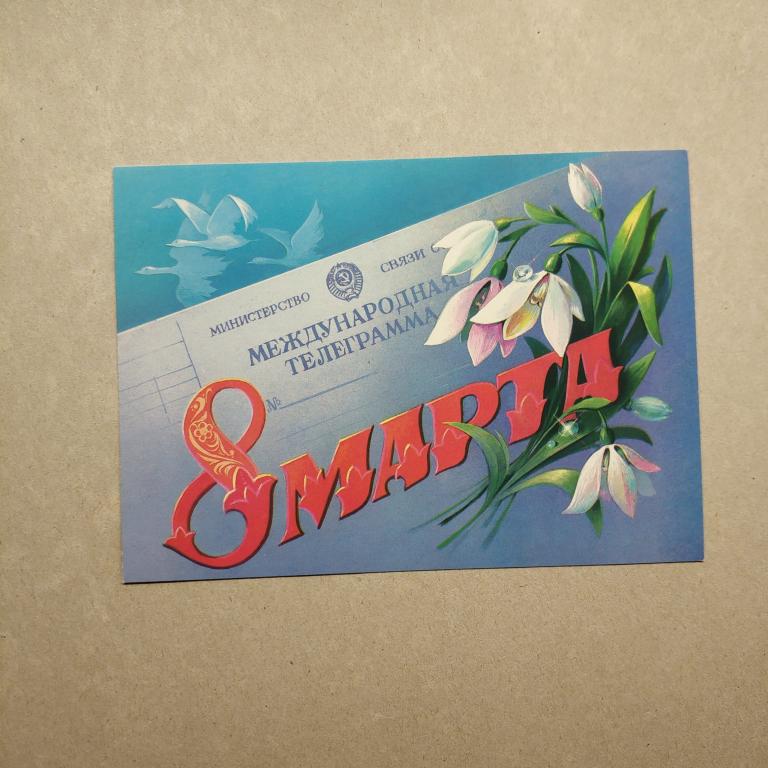 МИНИСТЕРСТВО СВЯЗИ
МЕЖДУНАРОДНАЯ
ТЕЛЕГРАММА
№
8 МАРТА